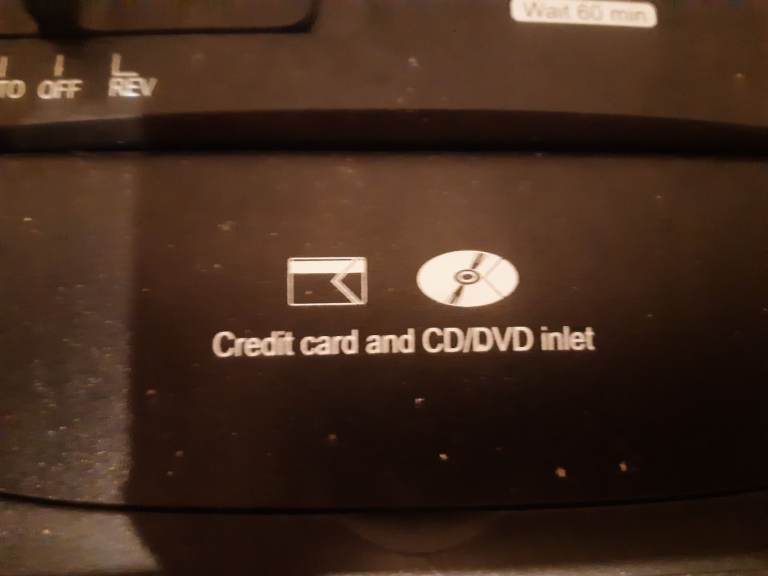 Wait 60 min
TO OFF REV
Credit card and CD/DVD inlet